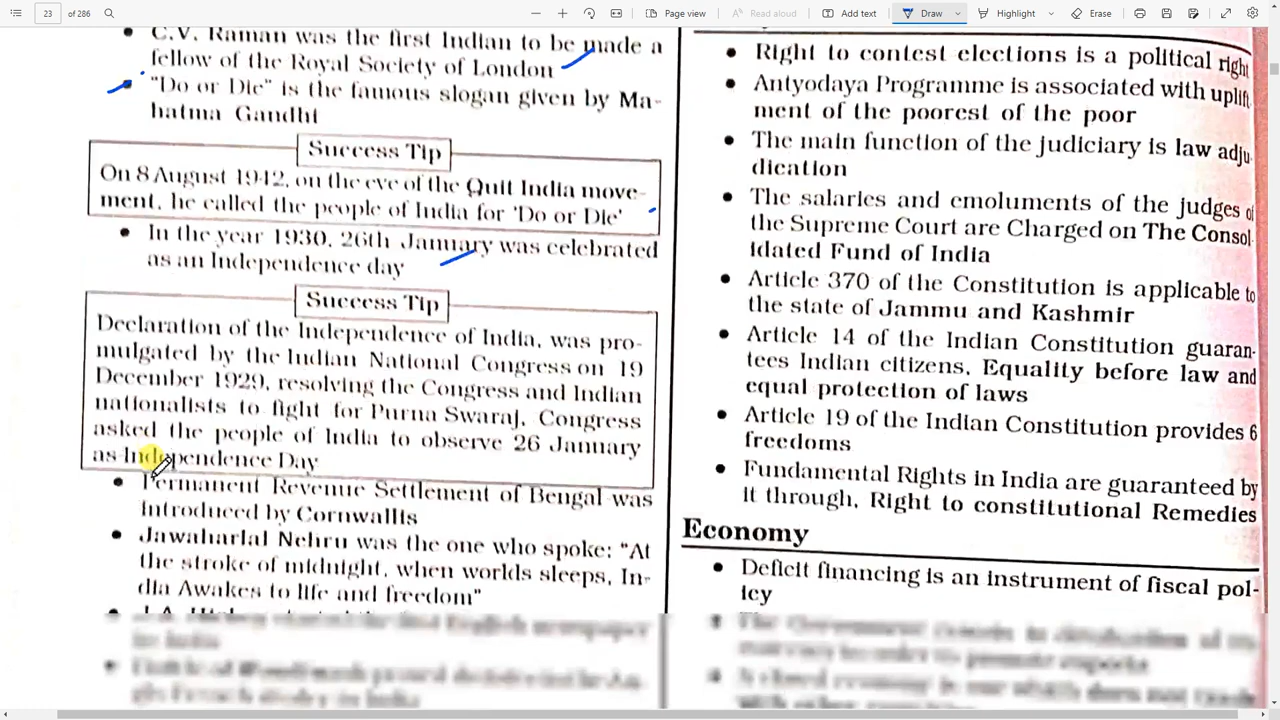 23
of 286
Page view
Read aloud
Add text
Draw
Highlight
Erase
C.V. Raman was the first Indian to be made a
fellow of the Royal Society of London
"Do or Die" is the famous slogan given by Ma-
hatma Gandhi
Success Tip
On 8 August 1942, on the eve of the Quit India move-
ment, he called the people of India for 'Do or Die'
In the year 1930, 26th January was celebrated
as an Independence day
Success Tip
Declaration of the Independence of India, was pro-
mulgated by the Indian National Congress on 19
December 1929, resolving the Congress and Indian
nationalists to fight for Purna Swaraj. Congress
asked the people of India to observe 26 January
as Independence Day
Permanent Revenue Settlement of Bengal was
introduced by Cornwallis
Jawaharlal Nehru was the one who spoke: "At
the stroke of midnight, when worlds sleeps, In-
dia Awakes to life and freedom"
Right to contest elections is a political right
Antyodaya Programme is associated with uplift
ment of the poorest of the poor
The main function of the judiciary is law adju-
dication
The salaries and emoluments of the judges of
the Supreme Court are Charged on The Consol
idated Fund of India
Article 370 of the Constitution is applicable to
the state of Jammu and Kashmir
Article 14 of the Indian Constitution guaran-
tees Indian citizens, Equality before law and
equal protection of laws
Article 19 of the Indian Constitution provides 6
freedoms
Fundamental Rights in India are guaranteed by
it through, Right to constitutional Remedies
Economy
Deficit financing is an instrument of fiscal pol-
icy